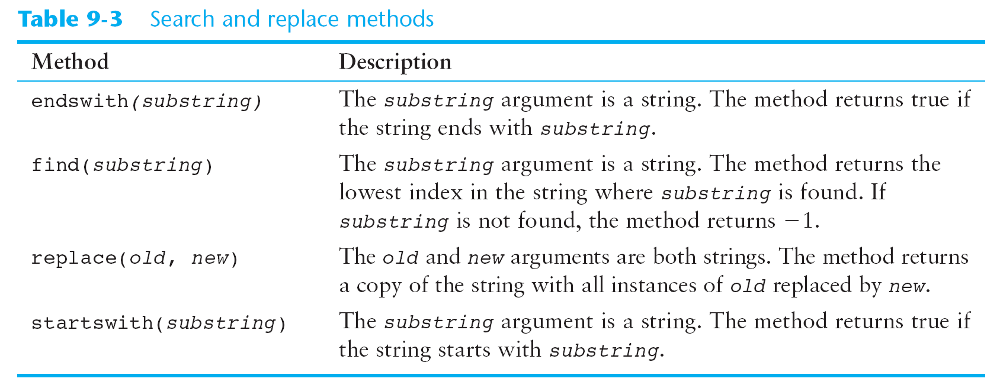 Table 9-3 Search and replace methods
Method Description
endswith(substring) The substring argument is a string. The method returns true if
the string ends with substring.
find(substring) The substring argument is a string. The method returns the
lowest index in the string where substring is found. If
substring is not found, the method returns −1.
replace(old, new) The old and new arguments are both strings. The method returns
a copy of the string with all instances of old replaced by new.
startswith(substring) The substring argument is a string. The method returns true if
the string starts with substring.